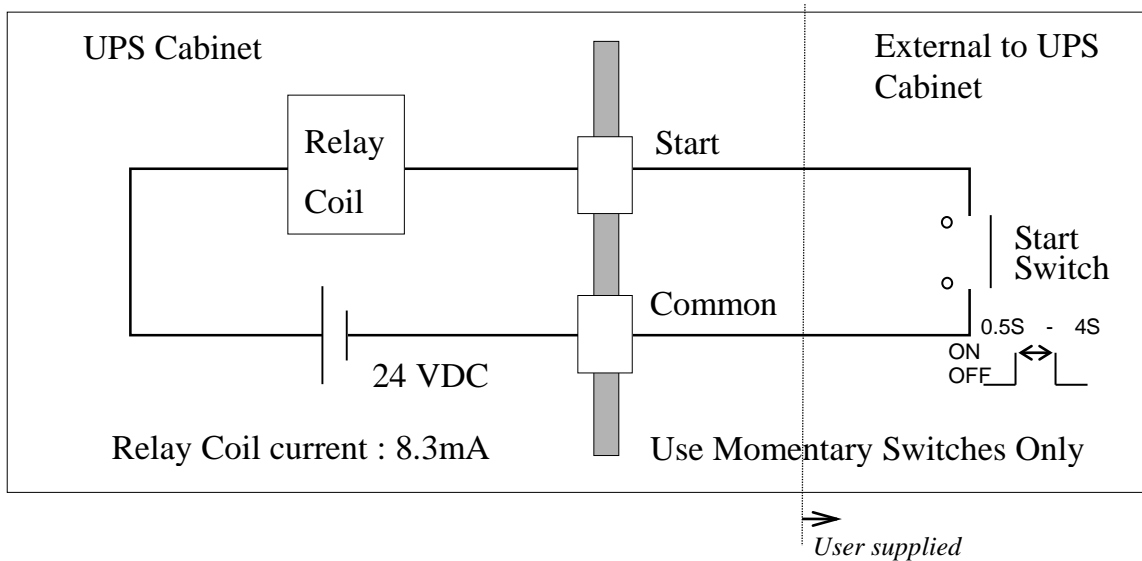 UPS Cabinet
External to UPS
Cabinet
Relay
Coil
Start
Start
Switch
Common
0.5S - 4S
ON
OFF
24 VDC
Relay Coil current : 8.3mA
Use Momentary Switches Only
User supplied